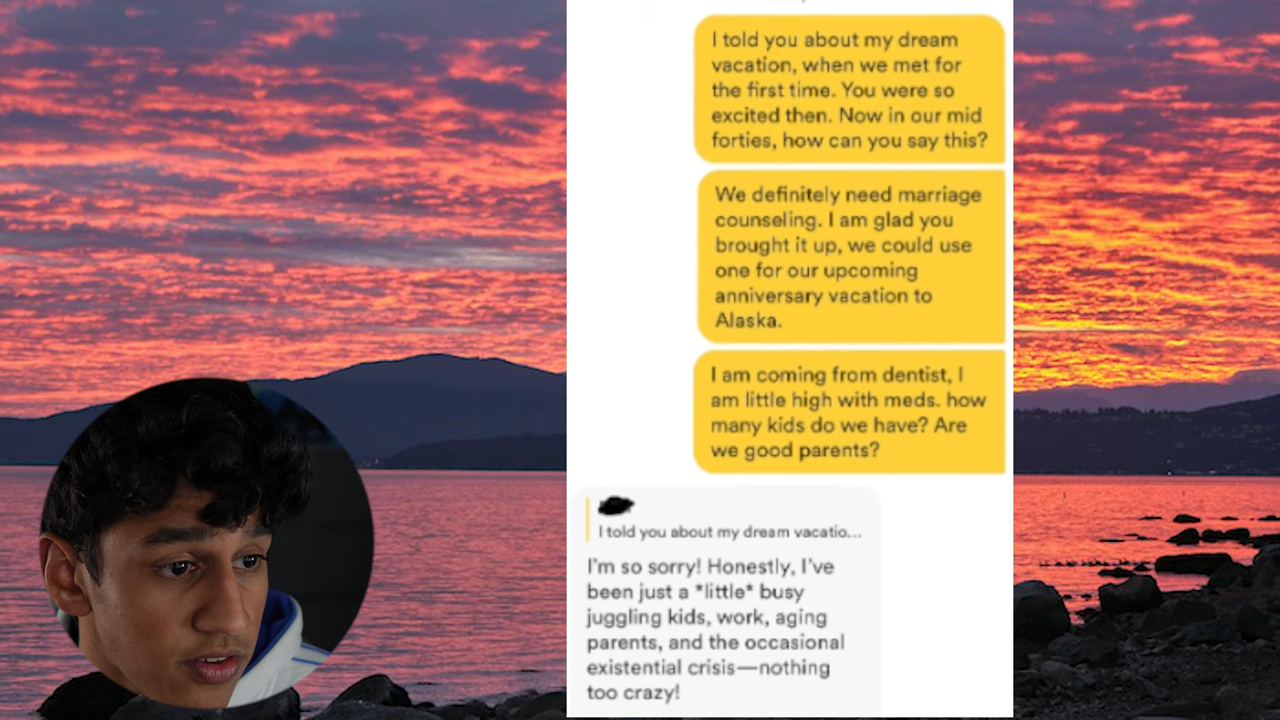 I told you about my dream
vacation, when we met for
the first time. You were so
excited then. Now in our mid
forties, how can you say this?
We definitely need marriage
counseling. I am glad you
brought it up, we could use
one for our upcoming
anniversary vacation to
Alaska.
I am coming from dentist, I
am little high with meds. how
many kids do we have? Are
we good parents?
I told you about my dream vacatio...
I'm so sorry! Honestly, I've
been just a *little* busy
juggling kids, work, aging
parents, and the occasional
existential crisis—nothing
too crazy!